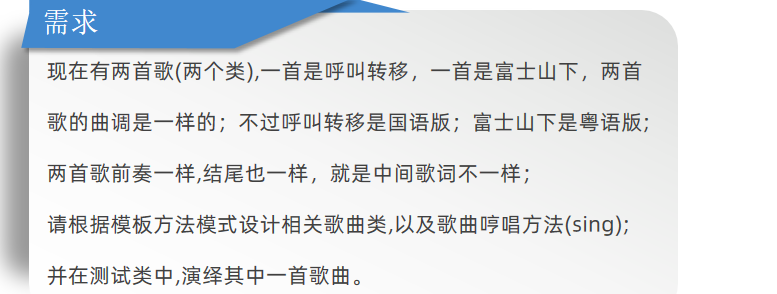 需求
现在有两首歌(两个类),一首是呼叫转移，一首是富士山下，两首
歌的曲调是一样的；不过呼叫转移是国语版；富士山下是粤语版；
两首歌前奏一样,结尾也一样，就是中间歌词不一样；
请根据模板方法模式设计相关歌曲类,以及歌曲哼唱方法(sing);
并在测试类中,演绎其中一首歌曲。